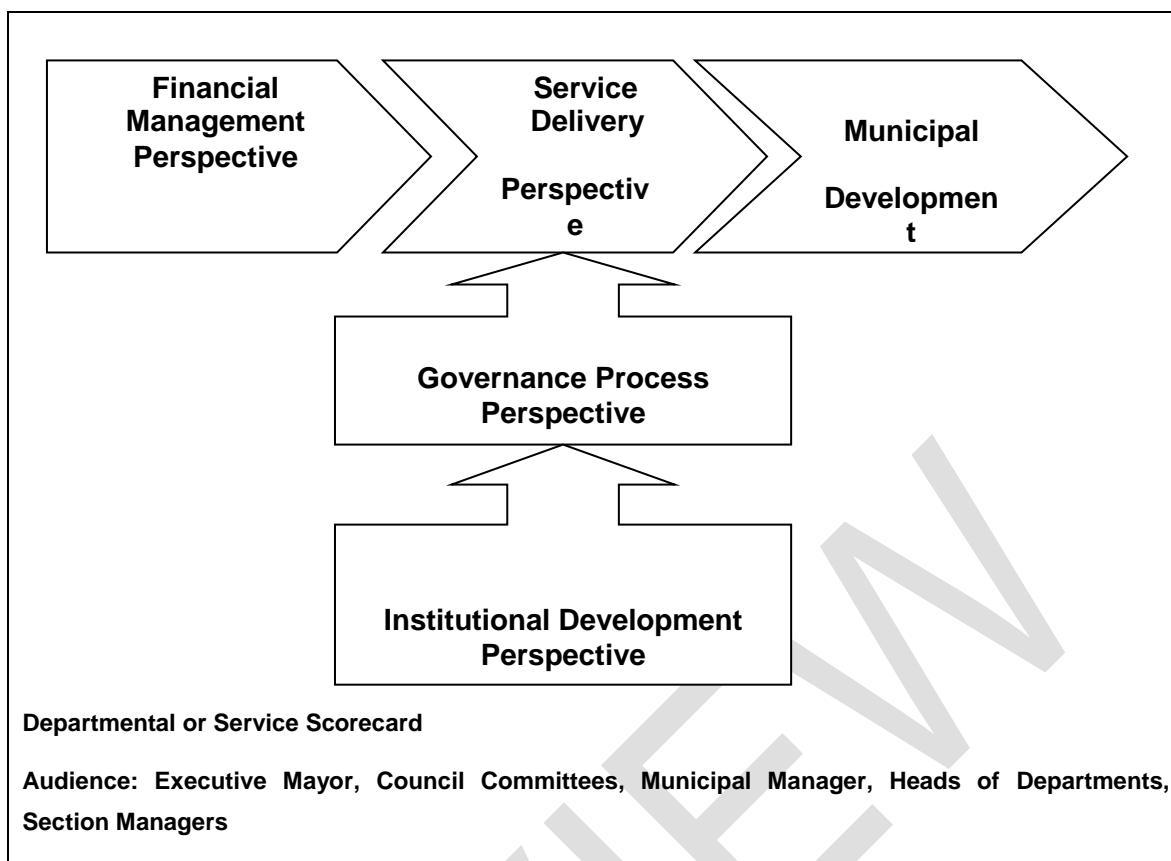 Financial
Management
Perspective
Service
Delivery
Perspectiv
e
Municipal
Developmen
t
Governance Process
Perspective
Institutional Development
Perspective
Departmental or Service Scorecard
Audience: Executive Mayor, Council Committees, Municipal Manager, Heads of Departments,
Section Managers